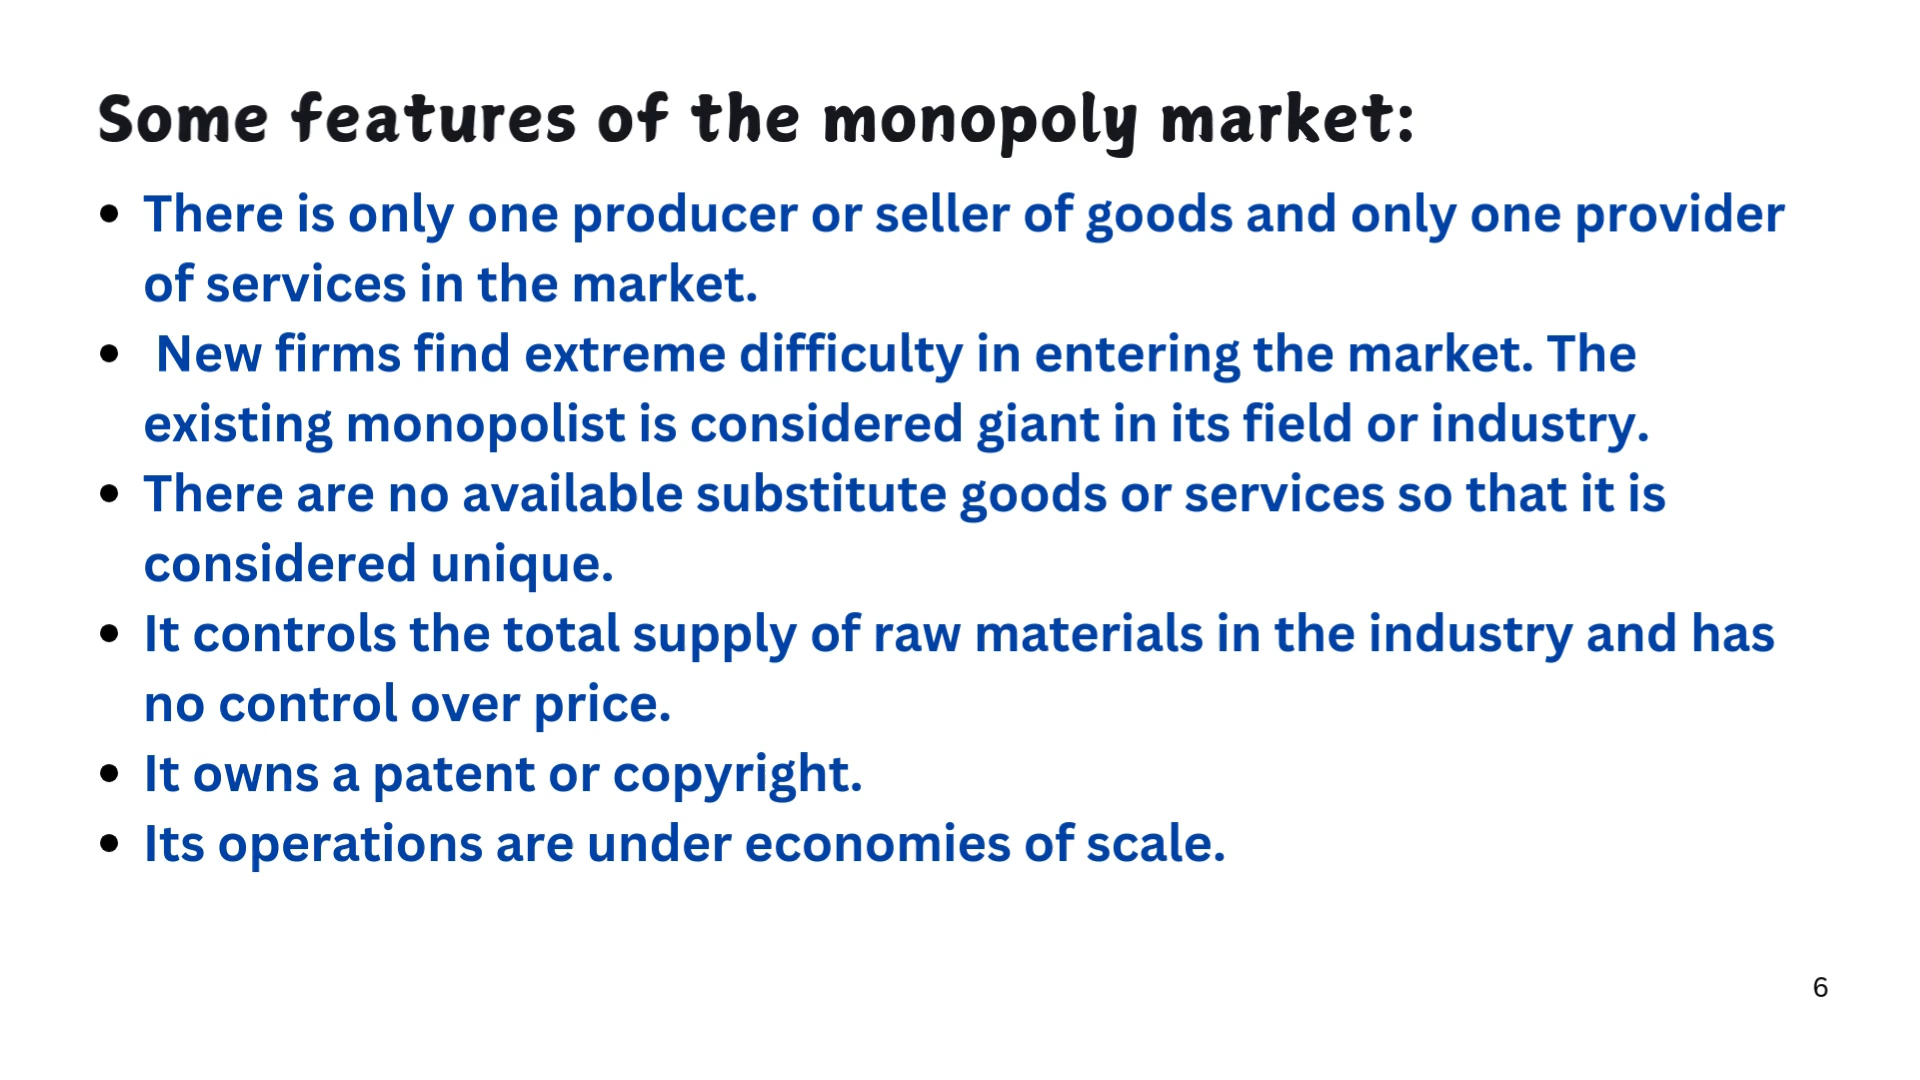 Some features of the monopoly market:
• There is only one producer or seller of goods and only one provider
of services in the market.
• New firms find extreme difficulty in entering the market. The
existing monopolist is considered giant in its field or industry.
• There are no available substitute goods or services so that it is
considered unique.
• It controls the total supply of raw materials in the industry and has
no control over price.
• It owns a patent or copyright.
• Its operations are under economies of scale.
6